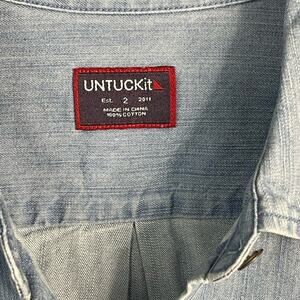 UNTUCKit
Est. 2 2011
MADE IN CHINA
100% COTTON